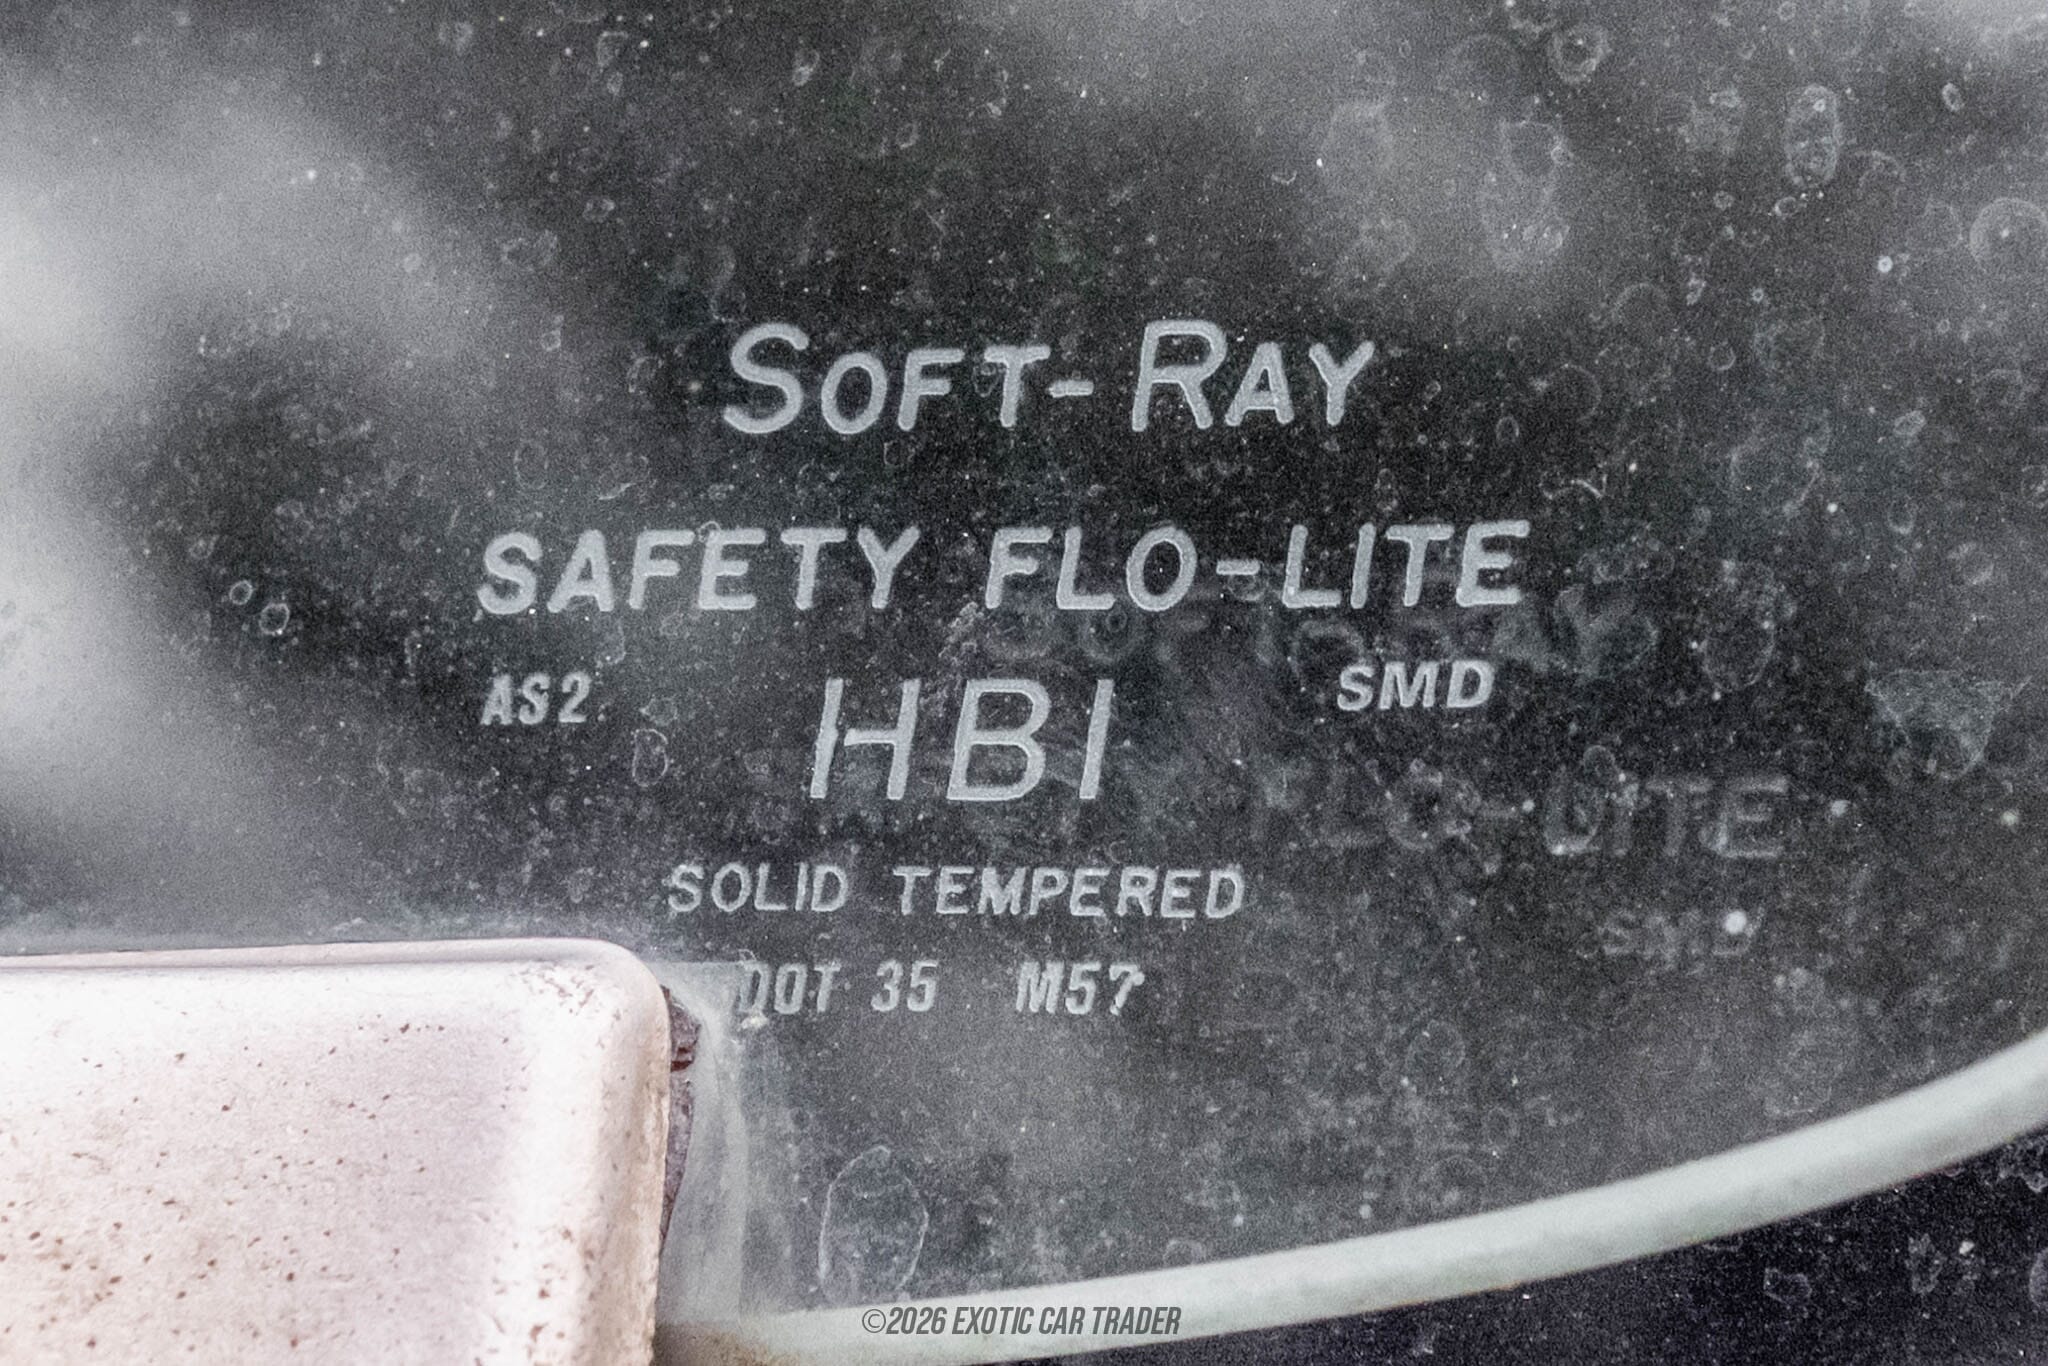 SOFT-RAY
SAFETY FLO-LITE
AS2 HBI SMD
SOLID TEMPERED
DOT 35 M57
©2026 EXOTIC CAR TRADER